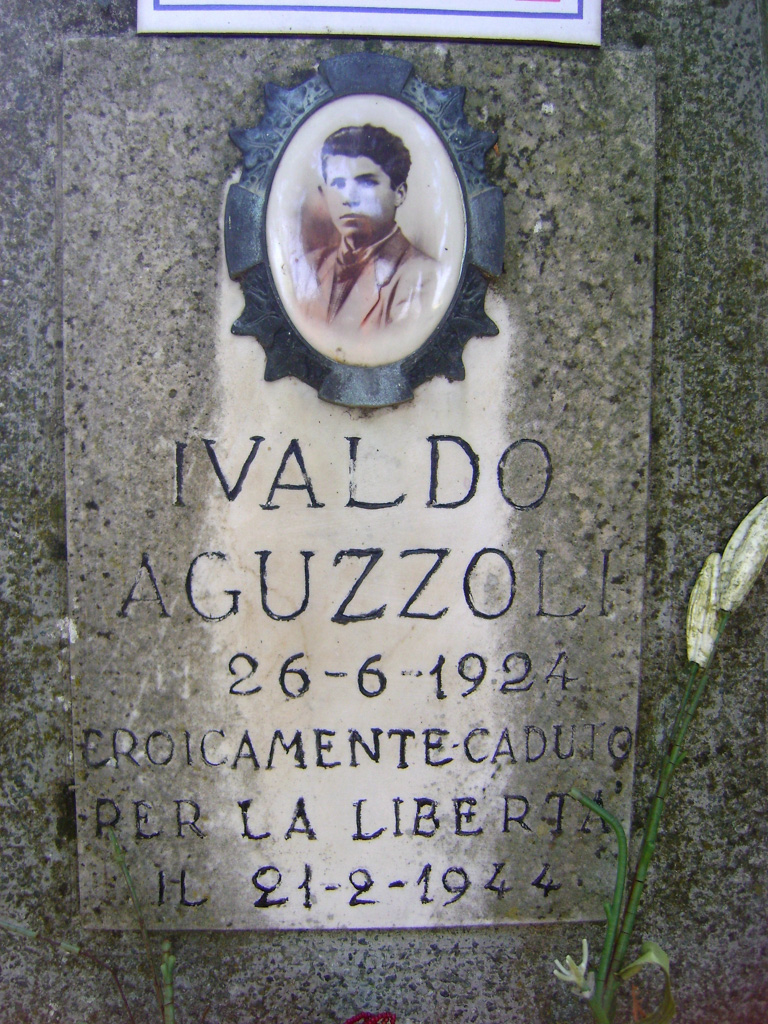 IVALDO
AGUZZOLI
26-6-1924
EROICAMENTE CADUTO
PER LA LIBERTA
IL 21-2-1944